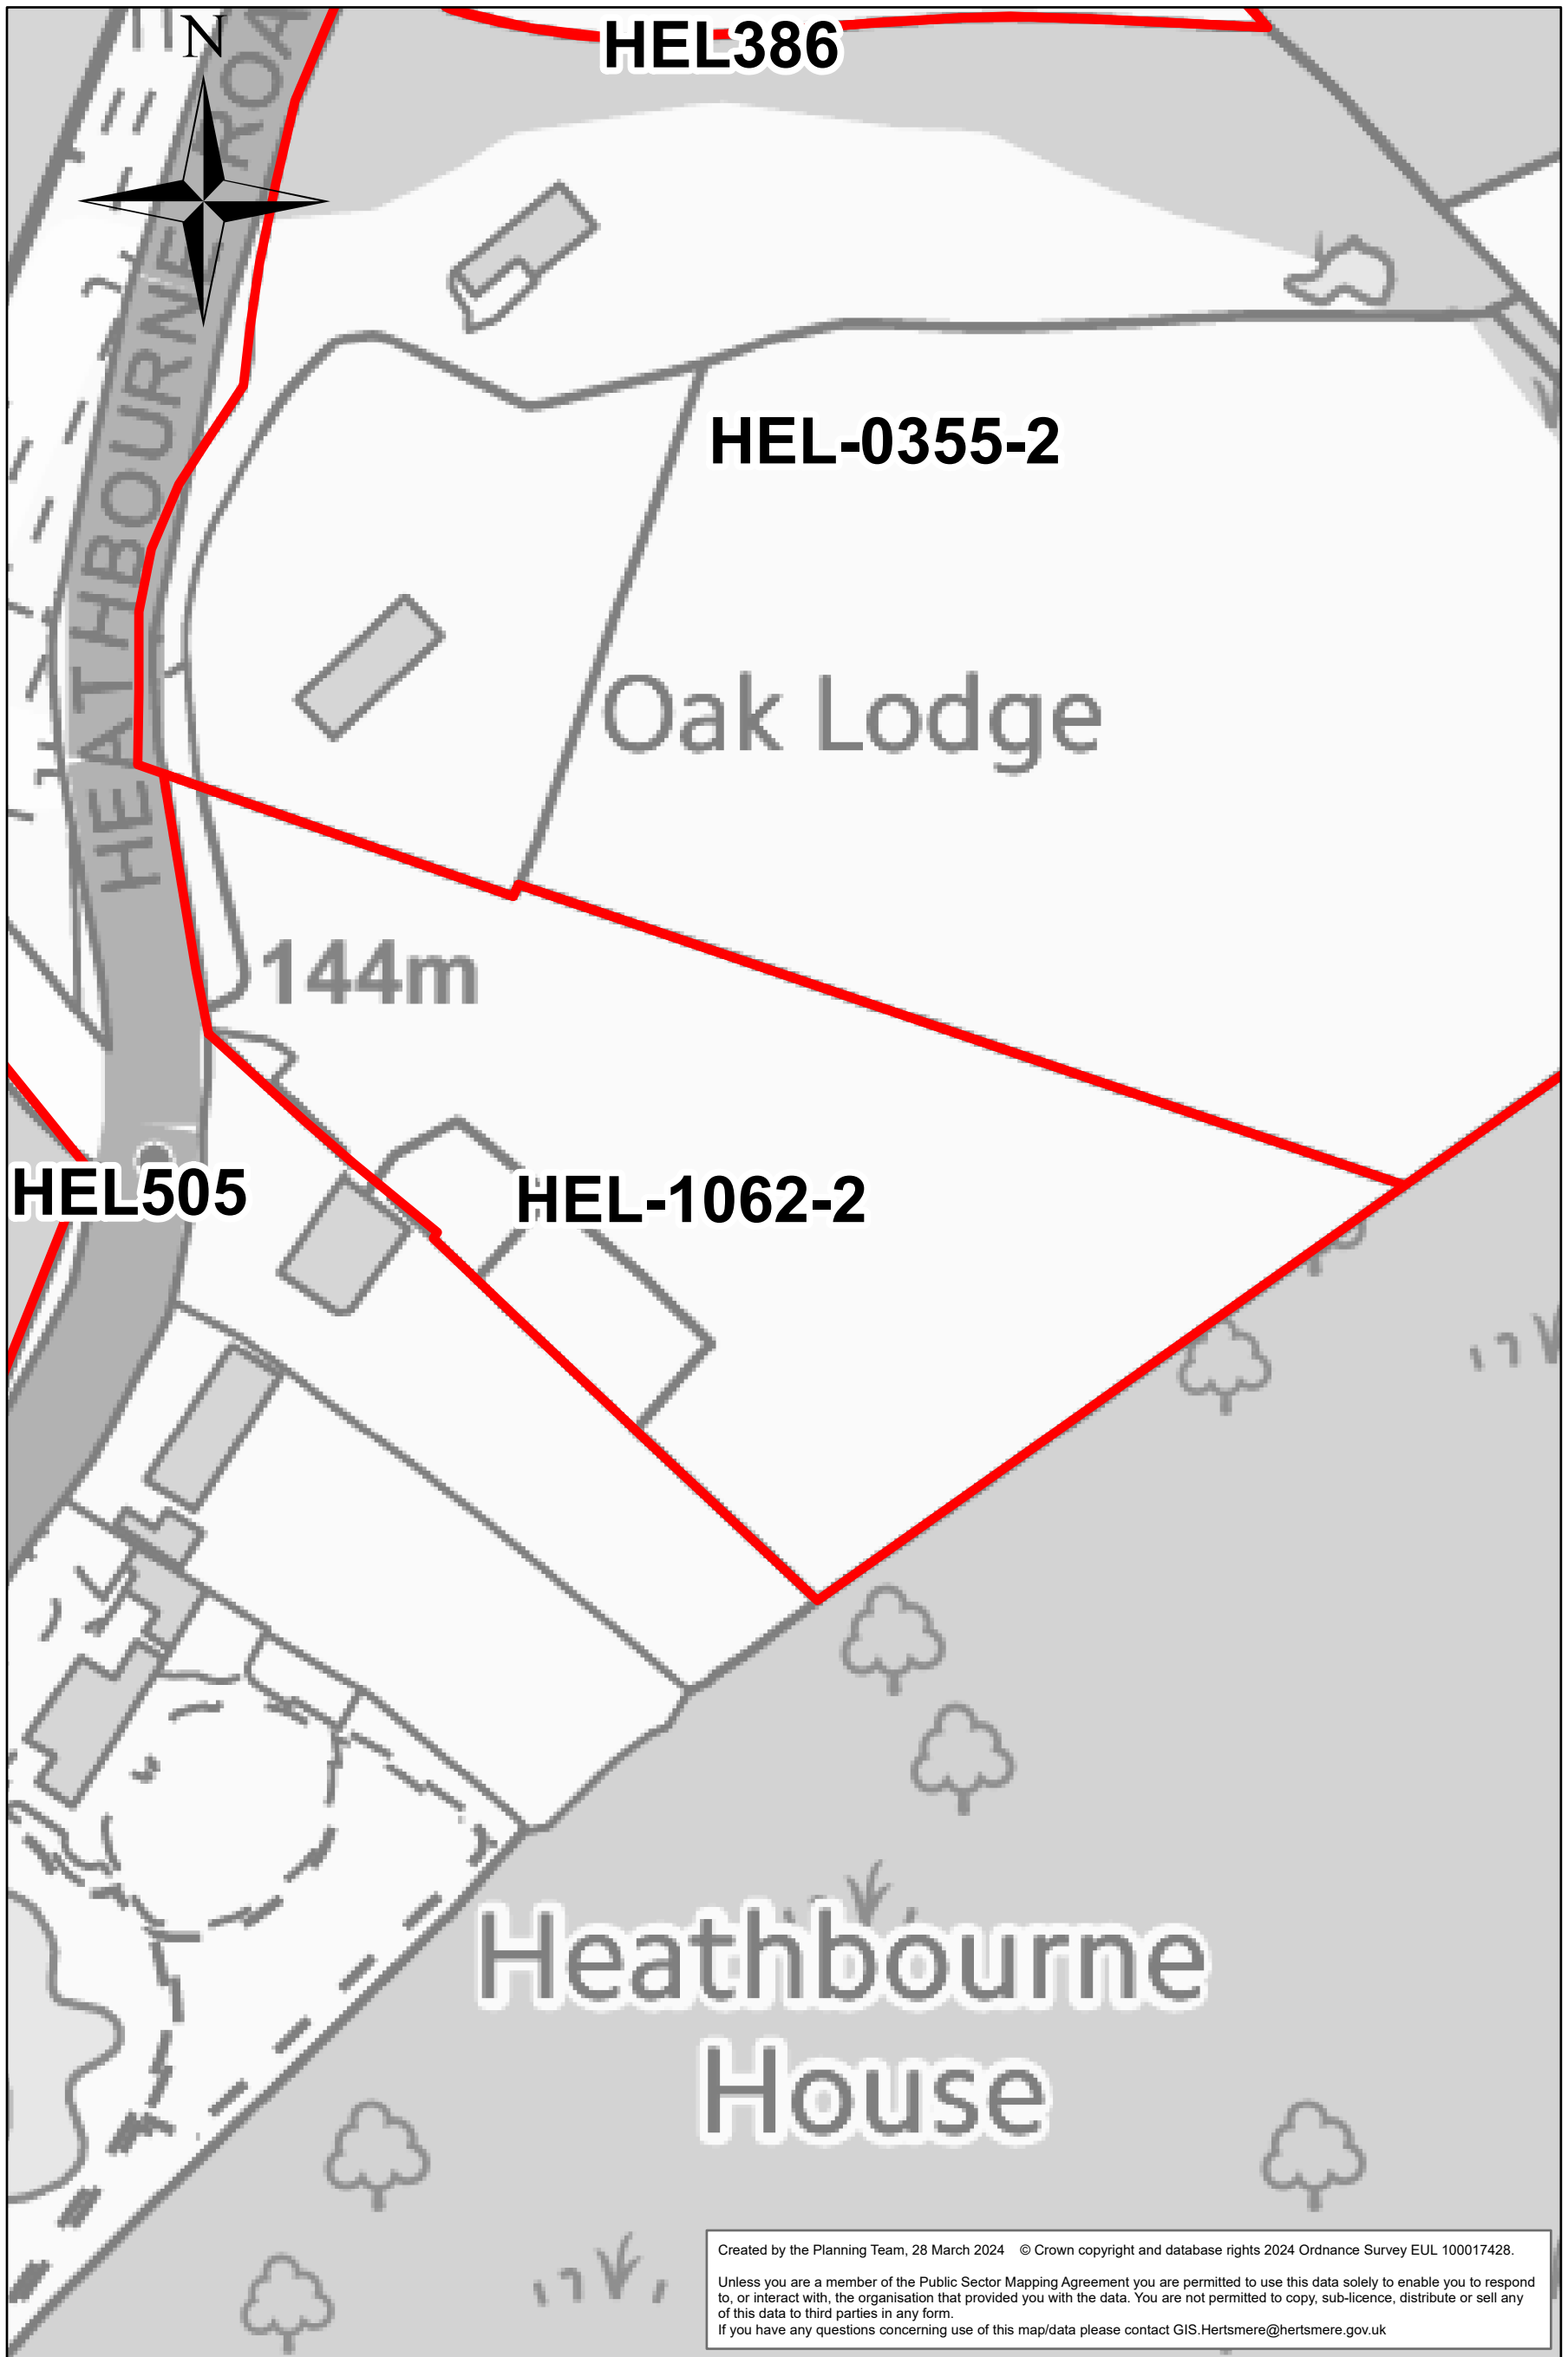 N
HEL386
HEATHBOURNE ROA
HEL-0355-2
Oak Lodge
144m
HEL505
HEL-1062-2
Heathbourne
House
Created by the Planning Team, 28 March 2024 © Crown copyright and database rights 2024 Ordnance Survey EUL 100017428.
Unless you are a member of the Public Sector Mapping Agreement you are permitted to use this data solely to enable you to respond
to, or interact with, the organisation that provided you with the data. You are not permitted to copy, sub-licence, distribute or sell any
of this data to third parties in any form.
If you have any questions concerning use of this map/data please contact GIS.Hertsmere@hertsmere.gov.uk